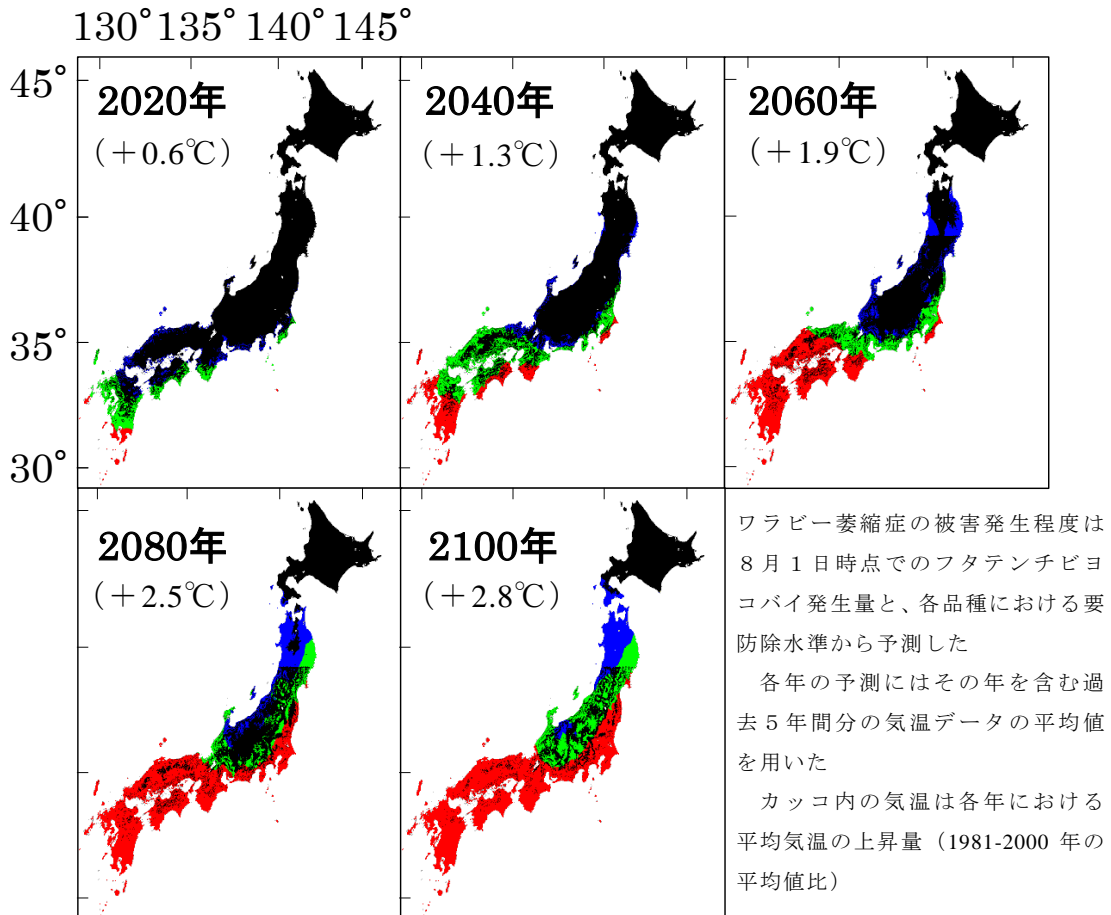 130° 135° 140° 145°
45°
40°
35°
30°
2020年
(＋0.6℃)
2040年
(＋1.3℃)
2060年
(＋1.9℃)
2080年
(＋2.5℃)
2100年
(＋2.8℃)
ワラビー萎縮症の被害発生程度は
８月１日時点でのフタテンチビヨ
コバイ発生量と、各品種における要
防除水準から予測した
　各年の予測にはその年を含む過
去５年間分の気温データの平均値
を用いた
　カッコ内の気温は各年における
平均気温の上昇量（1981-2000 年の
平均値比）